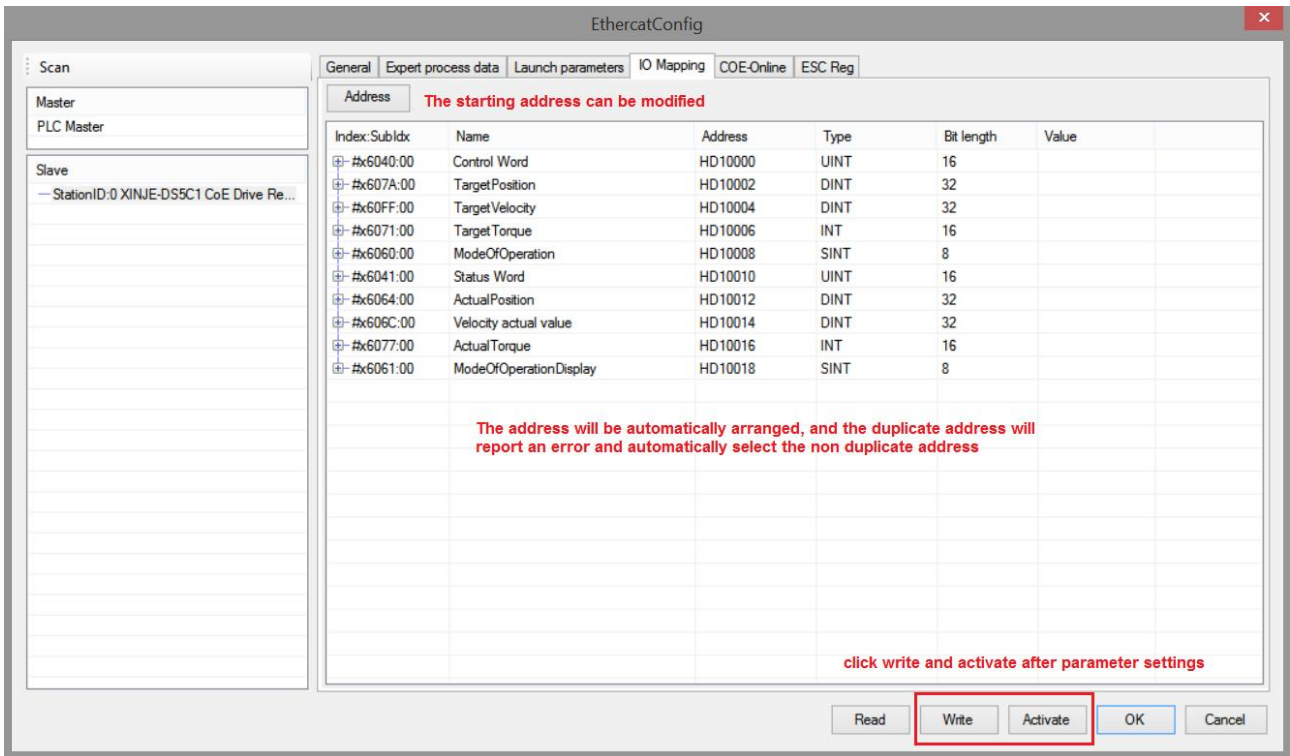 EthercatConfig
Scan
Master
PLC Master
Slave
StationID:0 XINJE-DS5C1 CoE Drive Re...
General Expert process data Launch parameters IO Mapping COE-Online ESC Reg
Address The starting address can be modified
Index:SubIdx Name Address Type Bit length Value
#x6040:00 Control Word HD10000 UINT 16
#x607A:00 TargetPosition HD10002 DINT 32
#x60FF:00 TargetVelocity HD10004 DINT 32
#x6071:00 TargetTorque HD10006 INT 16
#x6060:00 ModeOfOperation HD10008 SINT 8
#x6041:00 Status Word HD10010 UINT 16
#x6064:00 ActualPosition HD10012 DINT 32
#x606C:00 Velocity actual value HD10014 DINT 32
#x6077:00 ActualTorque HD10016 INT 16
#x6061:00 ModeOfOperationDisplay HD10018 SINT 8
The address will be automatically arranged, and the duplicate address will
report an error and automatically select the non duplicate address
click write and activate after parameter settings
Read Write Activate OK Cancel